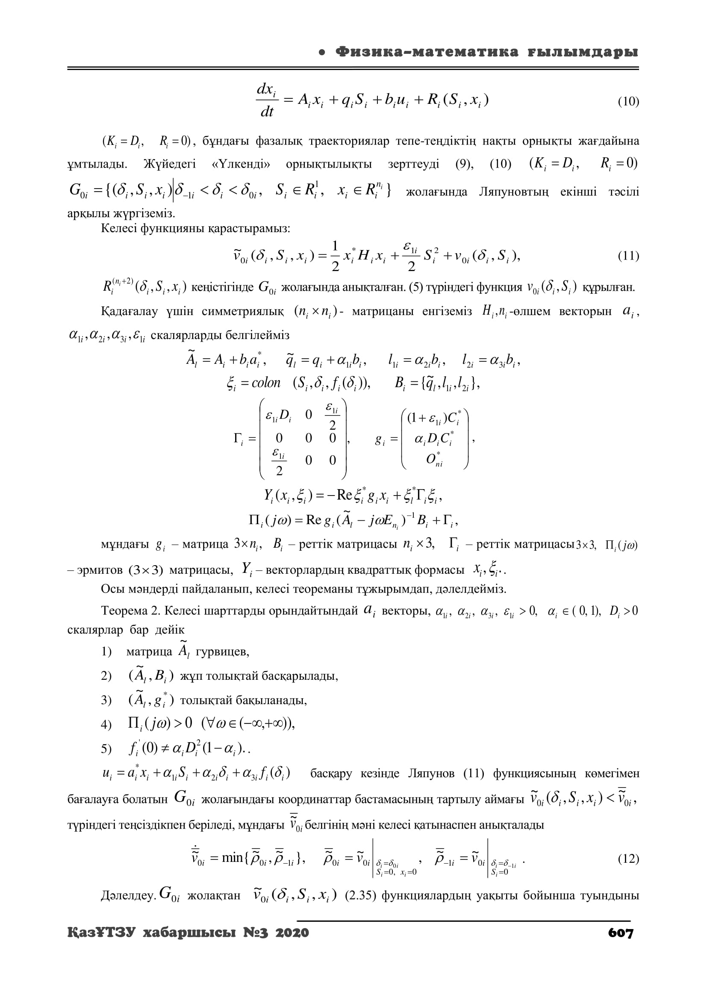 • Физика–математика ғылымдары
$\frac{dx_i}{dt} = A_i x_i + q_i S_i + b_i u_i + R_i(S_i, x_i)$ (10)
$(K_i = D_i, \quad R_i = 0)$, бұндағы фазалық траекториялар тепе-теңдіктің нақты орнықты жағдайына
ұмтылады. Жүйедегі «Үлкенді» орнықтылықты зерттеуді (9), (10) $(K_i = D_i, \quad R_i = 0)$
$G_{0i} = \{(\delta_i, S_i, x_i) | \delta_{-1i} < \delta_i < \delta_{0i}, \quad S_i \in R_i^1, \quad x_i \in R_i^{n_i}\}$ жолағында Ляпуновтың екінші тәсілі
арқылы жүргіземіз.
Келесі функцияны қарастырамыз:
$\tilde{v}_{0i}(\delta_i, S_i, x_i) = \frac{1}{2} x_i^* H_i x_i + \frac{\varepsilon_{1i}}{2} S_i^2 + v_{0i}(\delta_i, S_i),$ (11)
$R_i^{(n_i+2)}(\delta_i, S_i, x_i)$ кеңістігінде $G_{0i}$ жолағында анықталған. (5) түріндегі функция $v_{0i}(\delta_i, S_i)$ құрылған.
Қадағалау үшін симметриялық $(n_i \times n_i)$- матрицаны енгіземіз $H_i, n_i$-өлшем векторын $a_i$,
$\alpha_{1i}, \alpha_{2i}, \alpha_{3i}, \varepsilon_{1i}$ скалярларды белгілейміз
$\tilde{A}_l = A_i + b_i a_i^*, \quad \tilde{q}_l = q_i + \alpha_{1i} b_i, \quad l_{1i} = \alpha_{2i} b_i, \quad l_{2i} = \alpha_{3i} b_i,$
$\xi_i = colon \quad (S_i, \delta_i, f_i(\delta_i)), \quad B_i = \{\tilde{q}_l, l_{1i}, l_{2i}\},$
$\Gamma_i = \begin{pmatrix} \varepsilon_{1i} D_i & 0 & \frac{\varepsilon_{1i}}{2} \\ 0 & 0 & 0 \\ \frac{\varepsilon_{1i}}{2} & 0 & 0 \end{pmatrix}, \quad g_i = \begin{pmatrix} (1 + \varepsilon_{1i}) C_i^* \\ \alpha_i D_i C_i^* \\ O_{ni}^* \end{pmatrix},$
$Y_i(x_i, \xi_i) = -\mathrm{Re}\, \xi_i^* g_i x_i + \xi_l^* \Gamma_i \xi_i,$
$\Pi_i(j\omega) = \mathrm{Re}\, g_i (\tilde{A}_l - j\omega E_{n_i})^{-1} B_i + \Gamma_i,$
мұндағы $g_i$ – матрица $3 \times n_i$, $B_i$ – реттік матрицасы $n_i \times 3$, $\Gamma_i$ – реттік матрицасы $3 \times 3$, $\Pi_i(j\omega)$
– эрмитов $(3 \times 3)$ матрицасы, $Y_i$ – векторлардың квадраттық формасы $x_i, \xi_i.$.
Осы мәндерді пайдаланып, келесі теореманы тұжырымдап, дәлелдейміз.
Теорема 2. Келесі шарттарды орындайтындай $a_i$ векторы, $\alpha_{1i}, \alpha_{2i}, \alpha_{3i}, \varepsilon_{1i} > 0, \quad \alpha_i \in (0, 1), \quad D_i > 0$
скалярлар бар дейік
1) матрица $\tilde{A}_l$ гурвицев,
2) $(\tilde{A}_l, B_i)$ жұп толықтай басқарылады,
3) $(\tilde{A}_l, g_i^*)$ толықтай бақыланады,
4) $\Pi_i(j\omega) > 0 \quad (\forall \omega \in (-\infty, +\infty)),$
5) $f_i'(0) \neq \alpha_i D_i^2 (1 - \alpha_i).$.
$u_i = a_i^* x_i + \alpha_{1i} S_i + \alpha_{2i} \delta_i + \alpha_{3i} f_i(\delta_i)$ басқару кезінде Ляпунов (11) функциясының көмегімен
бағалауға болатын $G_{0i}$ жолағындағы координаттар бастамасының тартылу аймағы $\tilde{v}_{0i}(\delta_i, S_i, x_i) < \bar{\tilde{v}}_{0i}$,
түріндегі теңсіздікпен беріледі, мұндағы $\bar{\tilde{v}}_{0i}$ белгінің мәні келесі қатынаспен анықталады
$\dot{\bar{\tilde{v}}}_{0i} = \min\{\bar{\tilde{\rho}}_{0i}, \bar{\tilde{\rho}}_{-1i}\}, \quad \bar{\tilde{\rho}}_{0i} = \tilde{v}_{0i} \Big|_{\substack{\delta_i = \delta_{0i} \\ S_i = 0, \; x_i = 0}}, \quad \bar{\tilde{\rho}}_{-1i} = \tilde{v}_{0i} \Big|_{\substack{\delta_i = \delta_{-1i} \\ S_i = 0}}.$ (12)
Дәлелдеу. $G_{0i}$ жолақтан $\tilde{v}_{0i}(\delta_i, S_i, x_i)$ (2.35) функциялардың уақыты бойынша туындыны
ҚазҰТЗУ хабаршысы №3 2020 607